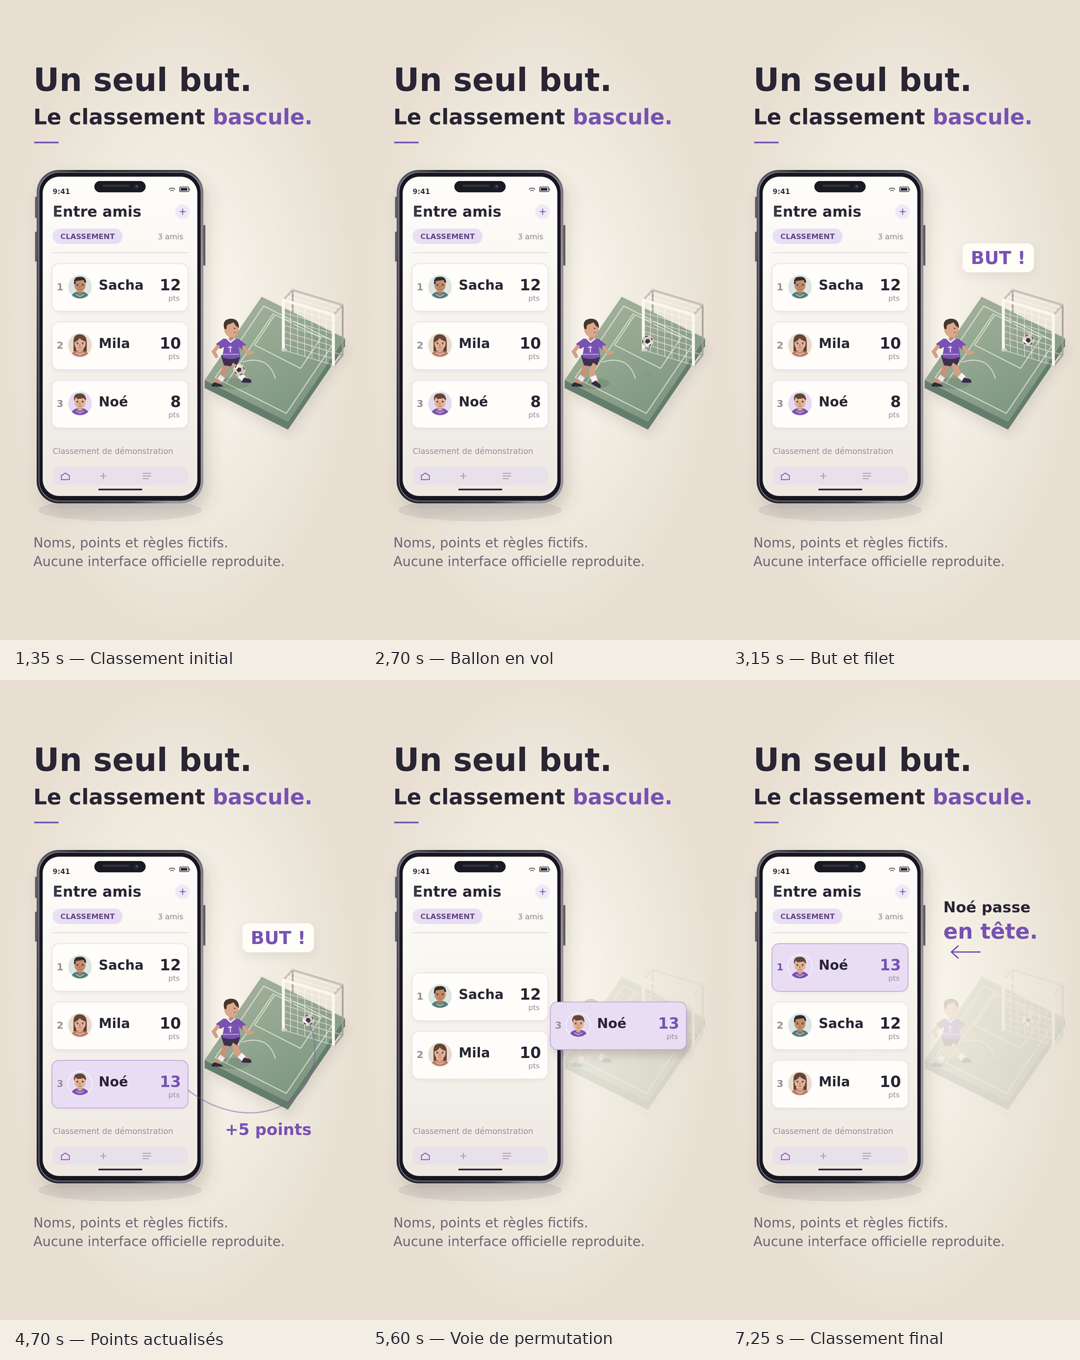 Un seul but.
Le classement bascule.
9:41
Entre amis
+
CLASSEMENT
3 amis
1 Sacha 12
pts
2 Mila 10
pts
3 Noé 8
pts
Classement de démonstration
+
Noms, points et règles fictifs.
Aucune interface officielle reproduite.
1,35 s — Classement initial
Un seul but.
Le classement bascule.
9:41
Entre amis
+
CLASSEMENT
3 amis
1 Sacha 12
pts
2 Mila 10
pts
3 Noé 8
pts
Classement de démonstration
+
Noms, points et règles fictifs.
Aucune interface officielle reproduite.
2,70 s — Ballon en vol
Un seul but.
Le classement bascule.
9:41
Entre amis
+
CLASSEMENT
3 amis
BUT !
1 Sacha 12
pts
2 Mila 10
pts
3 Noé 8
pts
Classement de démonstration
+
Noms, points et règles fictifs.
Aucune interface officielle reproduite.
3,15 s — But et filet
Un seul but.
Le classement bascule.
9:41
Entre amis
+
CLASSEMENT
3 amis
BUT !
1 Sacha 12
pts
2 Mila 10
pts
3 Noé 13
pts
+5 points
Classement de démonstration
+
Noms, points et règles fictifs.
Aucune interface officielle reproduite.
4,70 s — Points actualisés
Un seul but.
Le classement bascule.
9:41
Entre amis
+
CLASSEMENT
3 amis
1 Sacha 12
pts
3 Noé 13
pts
2 Mila 10
pts
Classement de démonstration
+
Noms, points et règles fictifs.
Aucune interface officielle reproduite.
5,60 s — Voie de permutation
Un seul but.
Le classement bascule.
9:41
Entre amis
+
CLASSEMENT
3 amis
Noé passe
en tête.
1 Noé 13
pts
2 Sacha 12
pts
3 Mila 10
pts
Classement de démonstration
+
Noms, points et règles fictifs.
Aucune interface officielle reproduite.
7,25 s — Classement final